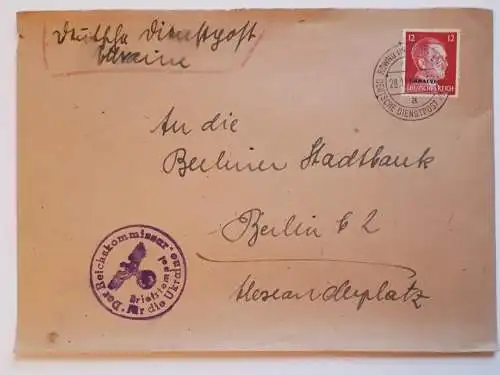 Deutsche Dienstpost
Ukraine
12 12
UKRAINE
DEUTSCHES REICH
DEUTSCHE DIENSTPOST
a
An die
Berliner Stadtbank
Berlin C 2
Alexanderplatz
Der Reichskommissar
für die Ukraine
Briefstempel